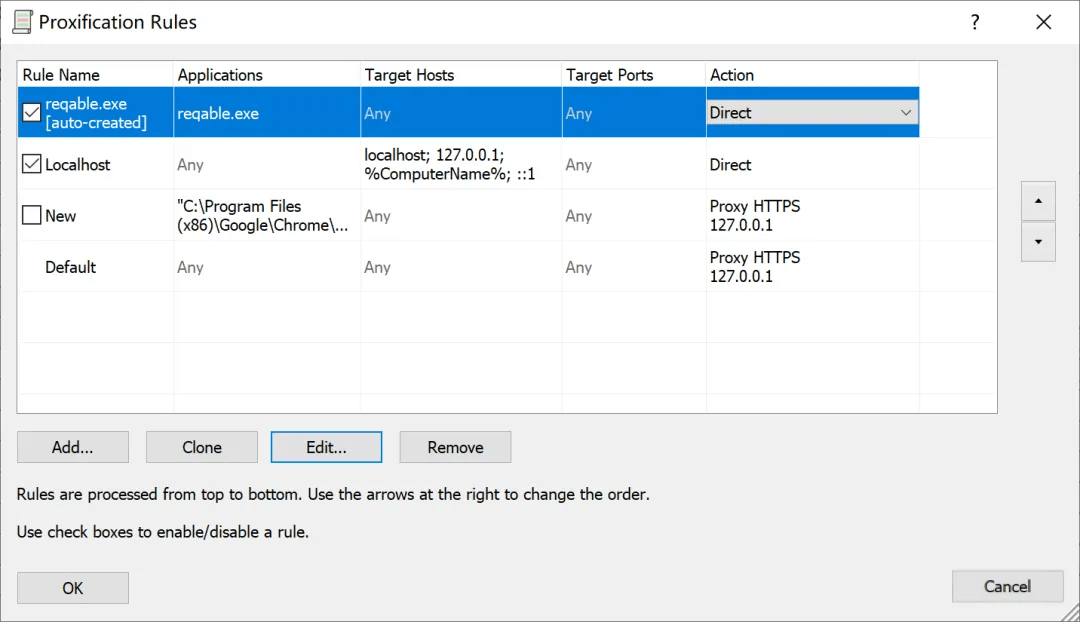 Proxification Rules
?
Rule Name Applications Target Hosts Target Ports Action
reqable.exe
[auto-created]
reqable.exe
Any
Any
Direct
Localhost
Any
localhost; 127.0.0.1;
%ComputerName%; ::1
Any
Direct
New
"C:\Program Files
(x86)\Google\Chrome\...
Any
Any
Proxy HTTPS
127.0.0.1
Default
Any
Any
Any
Proxy HTTPS
127.0.0.1
Add... Clone Edit... Remove
Rules are processed from top to bottom. Use the arrows at the right to change the order.
Use check boxes to enable/disable a rule.
OK
Cancel